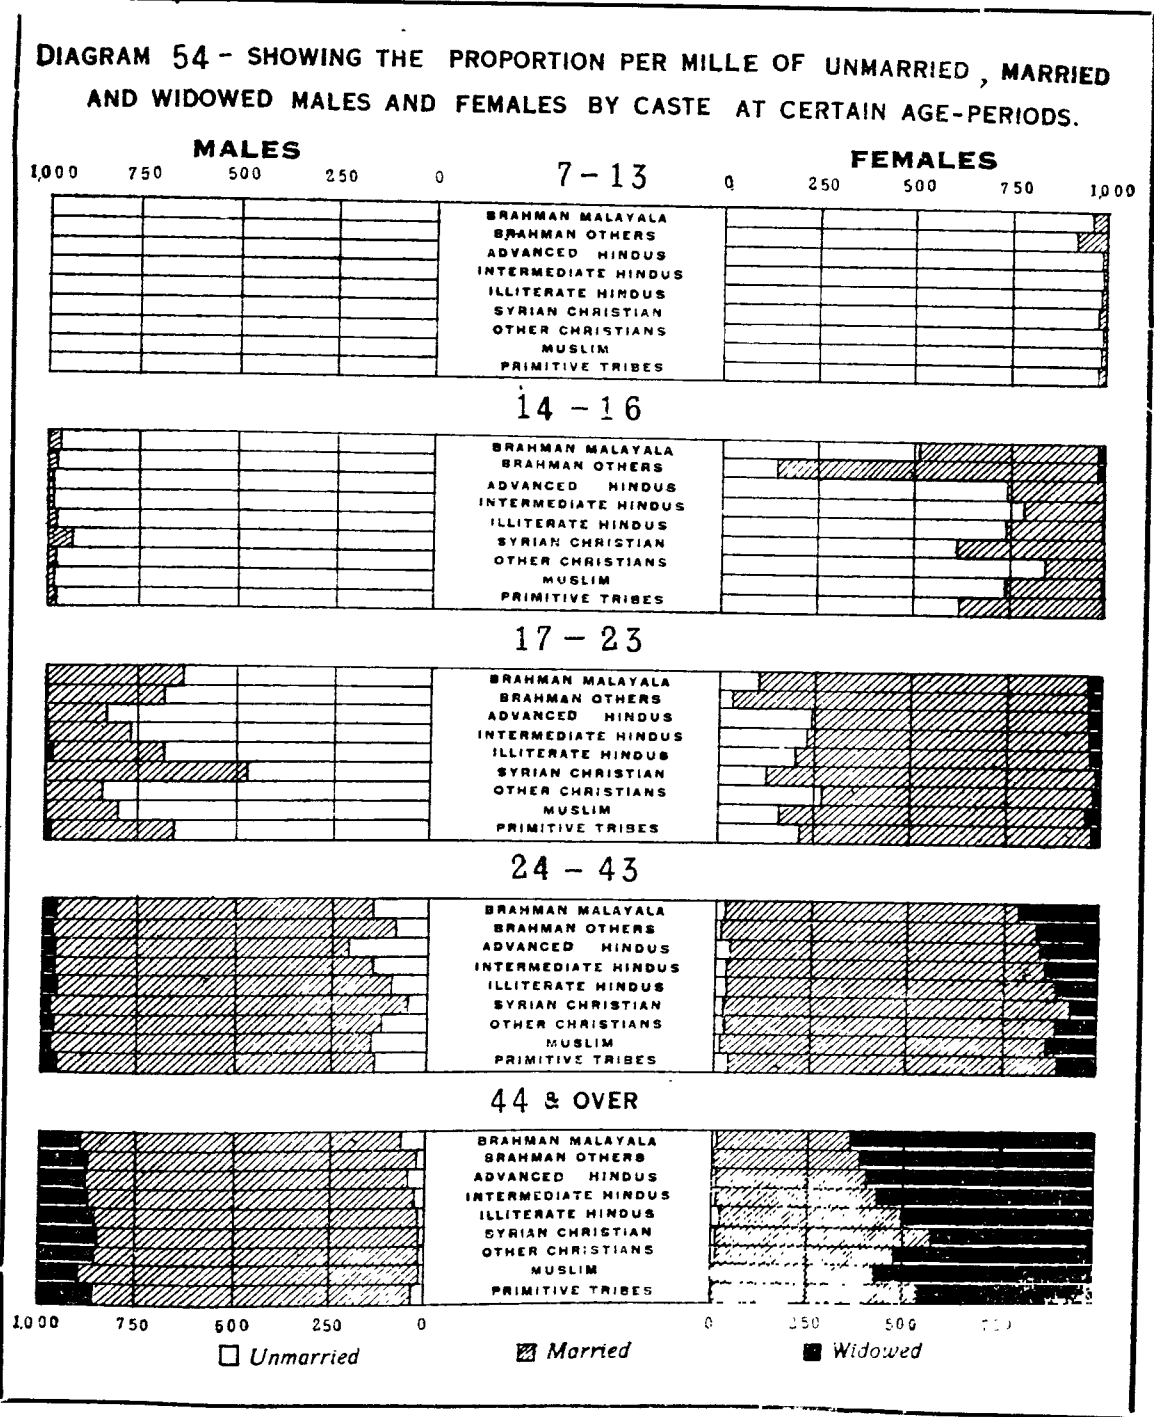 DIAGRAM 54 - SHOWING THE PROPORTION PER MILLE OF UNMARRIED, MARRIED
AND WIDOWED MALES AND FEMALES BY CASTE AT CERTAIN AGE-PERIODS.
MALES
FEMALES
1,000 750 500 250 0
7-13
0 250 500 750 1,000
BRAHMAN MALAYALA
BRAHMAN OTHERS
ADVANCED HINDUS
INTERMEDIATE HINDUS
ILLITERATE HINDUS
SYRIAN CHRISTIAN
OTHER CHRISTIANS
MUSLIM
PRIMITIVE TRIBES
14-16
BRAHMAN MALAYALA
BRAHMAN OTHERS
ADVANCED HINDUS
INTERMEDIATE HINDUS
ILLITERATE HINDUS
SYRIAN CHRISTIAN
OTHER CHRISTIANS
MUSLIM
PRIMITIVE TRIBES
17-23
BRAHMAN MALAYALA
BRAHMAN OTHERS
ADVANCED HINDUS
INTERMEDIATE HINDUS
ILLITERATE HINDUS
SYRIAN CHRISTIAN
OTHER CHRISTIANS
MUSLIM
PRIMITIVE TRIBES
24-43
BRAHMAN MALAYALA
BRAHMAN OTHERS
ADVANCED HINDUS
INTERMEDIATE HINDUS
ILLITERATE HINDUS
SYRIAN CHRISTIAN
OTHER CHRISTIANS
MUSLIM
PRIMITIVE TRIBES
44 & OVER
BRAHMAN MALAYALA
BRAHMAN OTHERS
ADVANCED HINDUS
INTERMEDIATE HINDUS
ILLITERATE HINDUS
SYRIAN CHRISTIAN
OTHER CHRISTIANS
MUSLIM
PRIMITIVE TRIBES
1,000 750 500 250 0
0 250 500
Unmarried
Married
Widowed